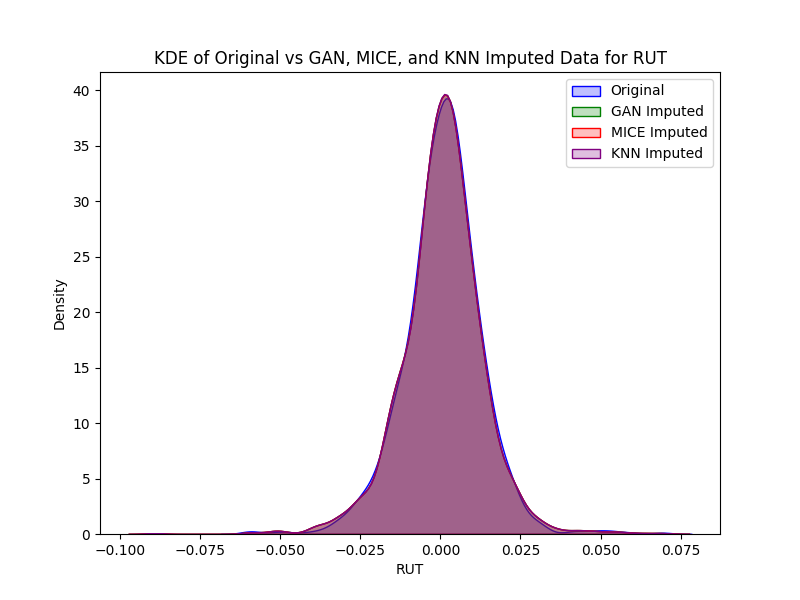 KDE of Original vs GAN, MICE, and KNN Imputed Data for RUT
Original
GAN Imputed
MICE Imputed
KNN Imputed
40
35
30
25
20
15
10
5
0
Density
−0.100 −0.075 −0.050 −0.025 0.000 0.025 0.050 0.075
RUT